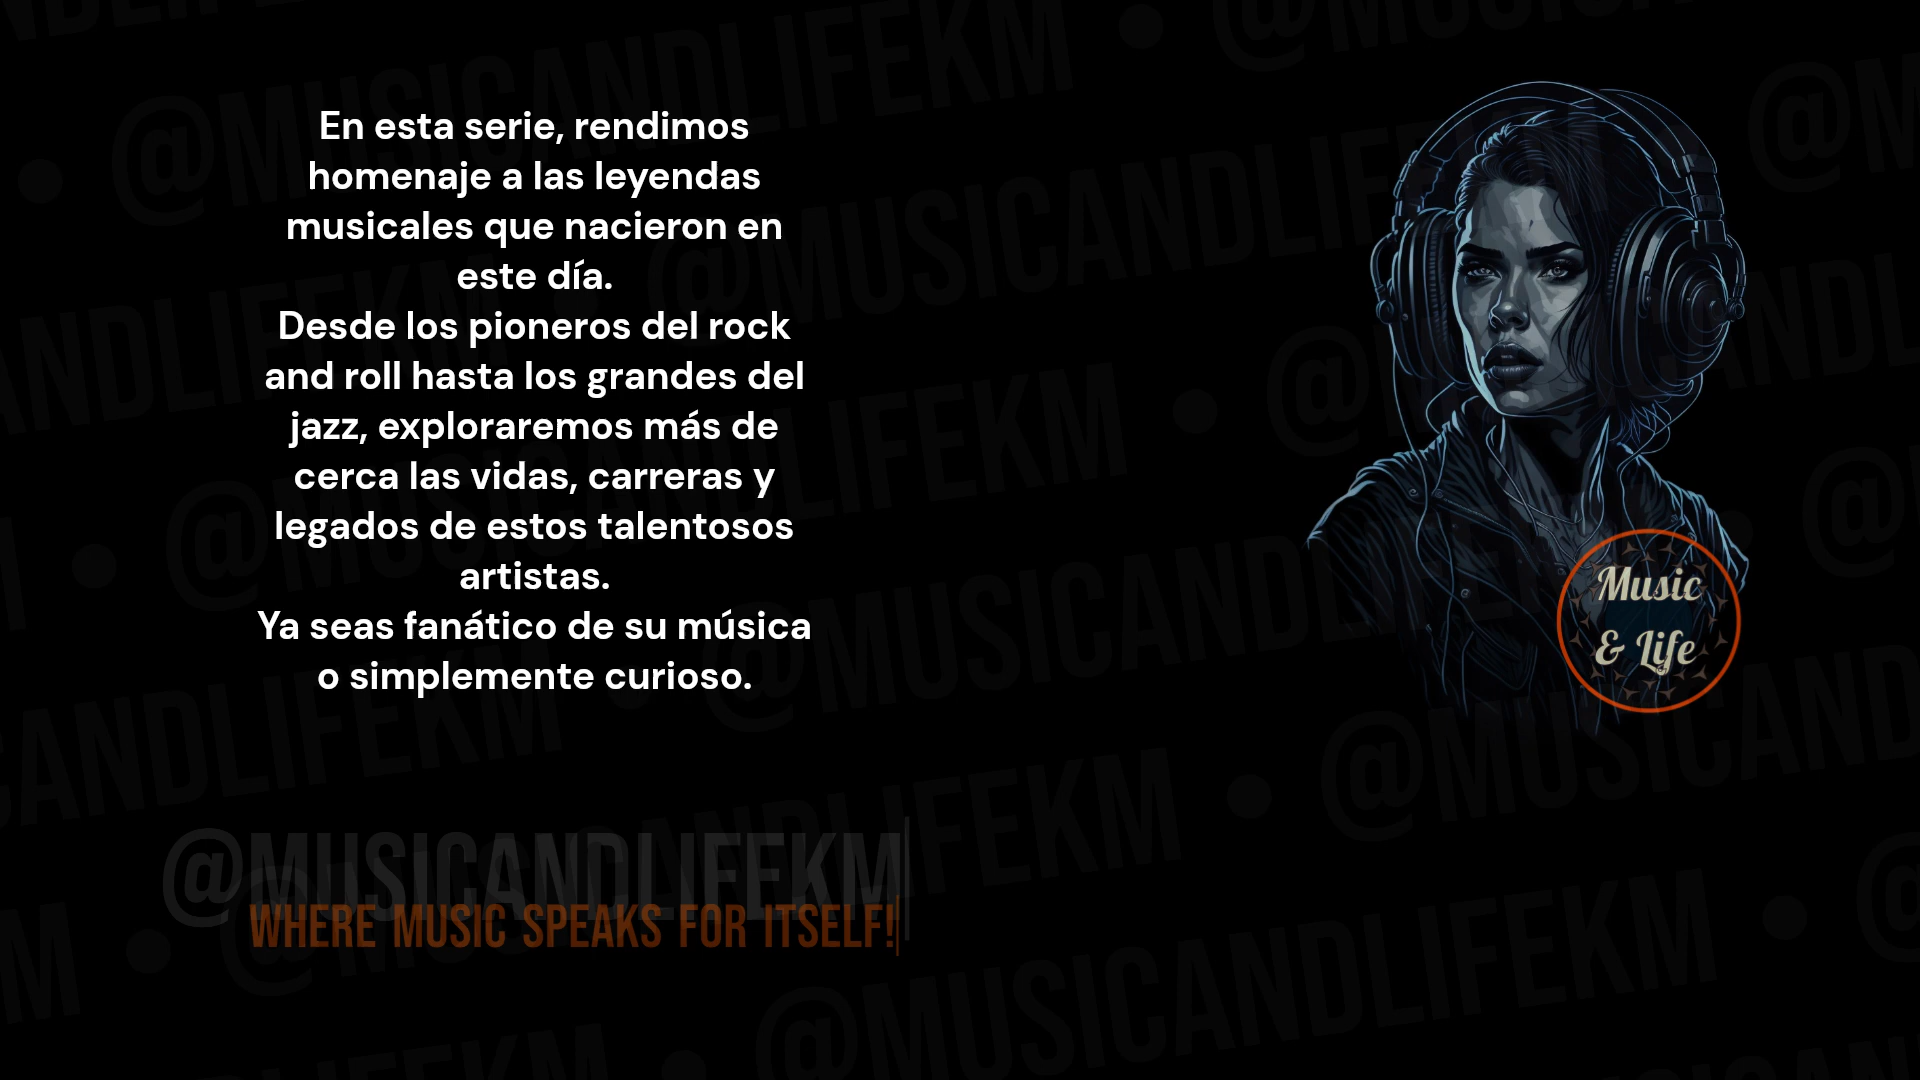 En esta serie, rendimos
homenaje a las leyendas
musicales que nacieron en
este día.
Desde los pioneros del rock
and roll hasta los grandes del
jazz, exploraremos más de
cerca las vidas, carreras y
legados de estos talentosos
artistas.
Ya seas fanático de su música
o simplemente curioso.
Music
& Life
@MUSICANDLIFEKM
WHERE MUSIC SPEAKS FOR ITSELF!